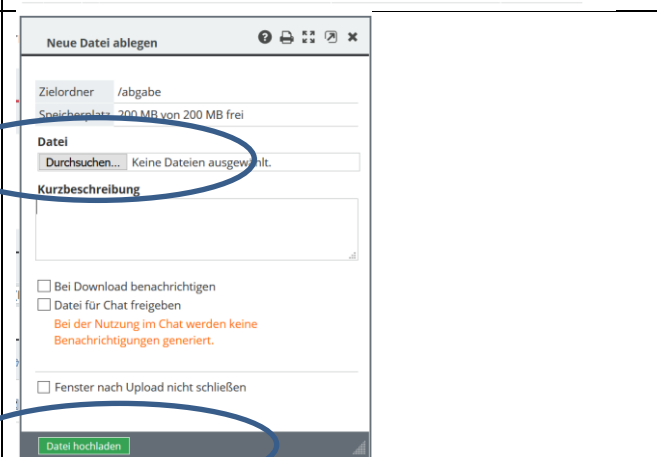 Neue Datei ablegen
Zielordner /abgabe
Speicherplatz 200 MB von 200 MB frei
Datei
Durchsuchen... Keine Dateien ausgewählt.
Kurzbeschreibung
Bei Download benachrichtigen
Datei für Chat freigeben
Bei der Nutzung im Chat werden keine
Benachrichtigungen generiert.
Fenster nach Upload nicht schließen
Datei hochladen